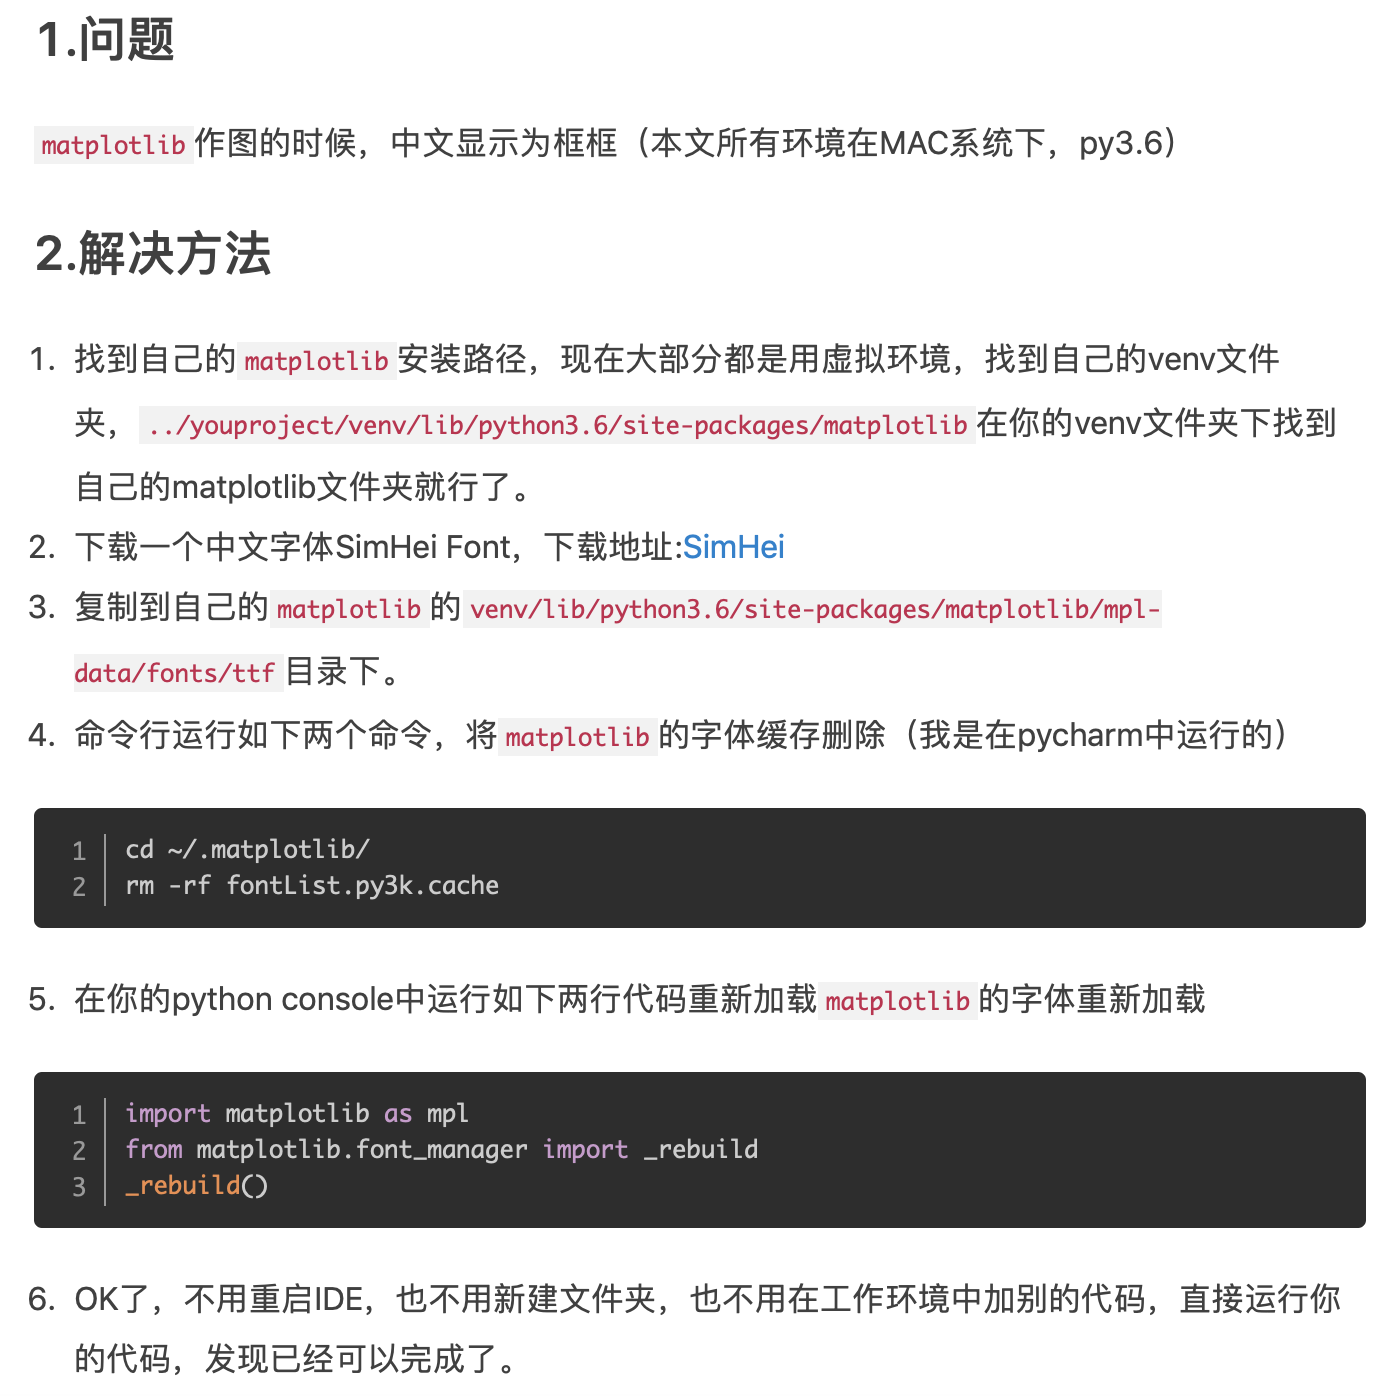 1.问题
matplotlib作图的时候，中文显示为框框（本文所有环境在MAC系统下，py3.6）
2.解决方法
1. 找到自己的matplotlib安装路径，现在大部分都是用虚拟环境，找到自己的venv文件
夹，../youproject/venv/lib/python3.6/site-packages/matplotlib在你的venv文件夹下找到
自己的matplotlib文件夹就行了。
2. 下载一个中文字体SimHei Font，下载地址:SimHei
3. 复制到自己的matplotlib的venv/lib/python3.6/site-packages/matplotlib/mpl-
data/fonts/ttf目录下。
4. 命令行运行如下两个命令，将matplotlib的字体缓存删除（我是在pycharm中运行的）
1 cd ~/.matplotlib/
2 rm -rf fontList.py3k.cache
5. 在你的python console中运行如下两行代码重新加载matplotlib的字体重新加载
1 import matplotlib as mpl
2 from matplotlib.font_manager import _rebuild
3 _rebuild()
6. OK了，不用重启IDE，也不用新建文件夹，也不用在工作环境中加别的代码，直接运行你
的代码，发现已经可以完成了。